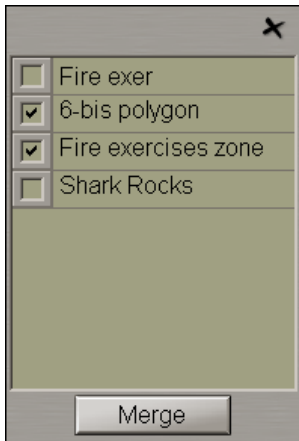 Fire exer
6-bis polygon
Fire exercises zone
Shark Rocks
Merge